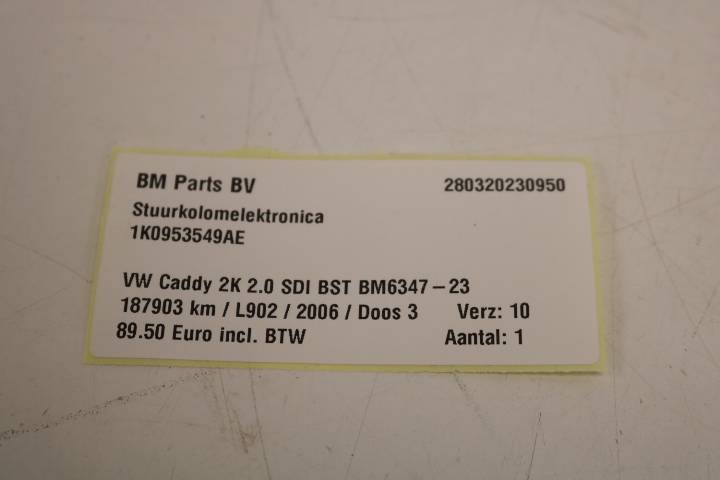 BM Parts BV 280320230950
Stuurkolomelektronica
1K0953549AE
VW Caddy 2K 2.0 SDI BST BM6347-23
187903 km / L902 / 2006 / Doos 3 Verz: 10
89.50 Euro incl. BTW Aantal: 1